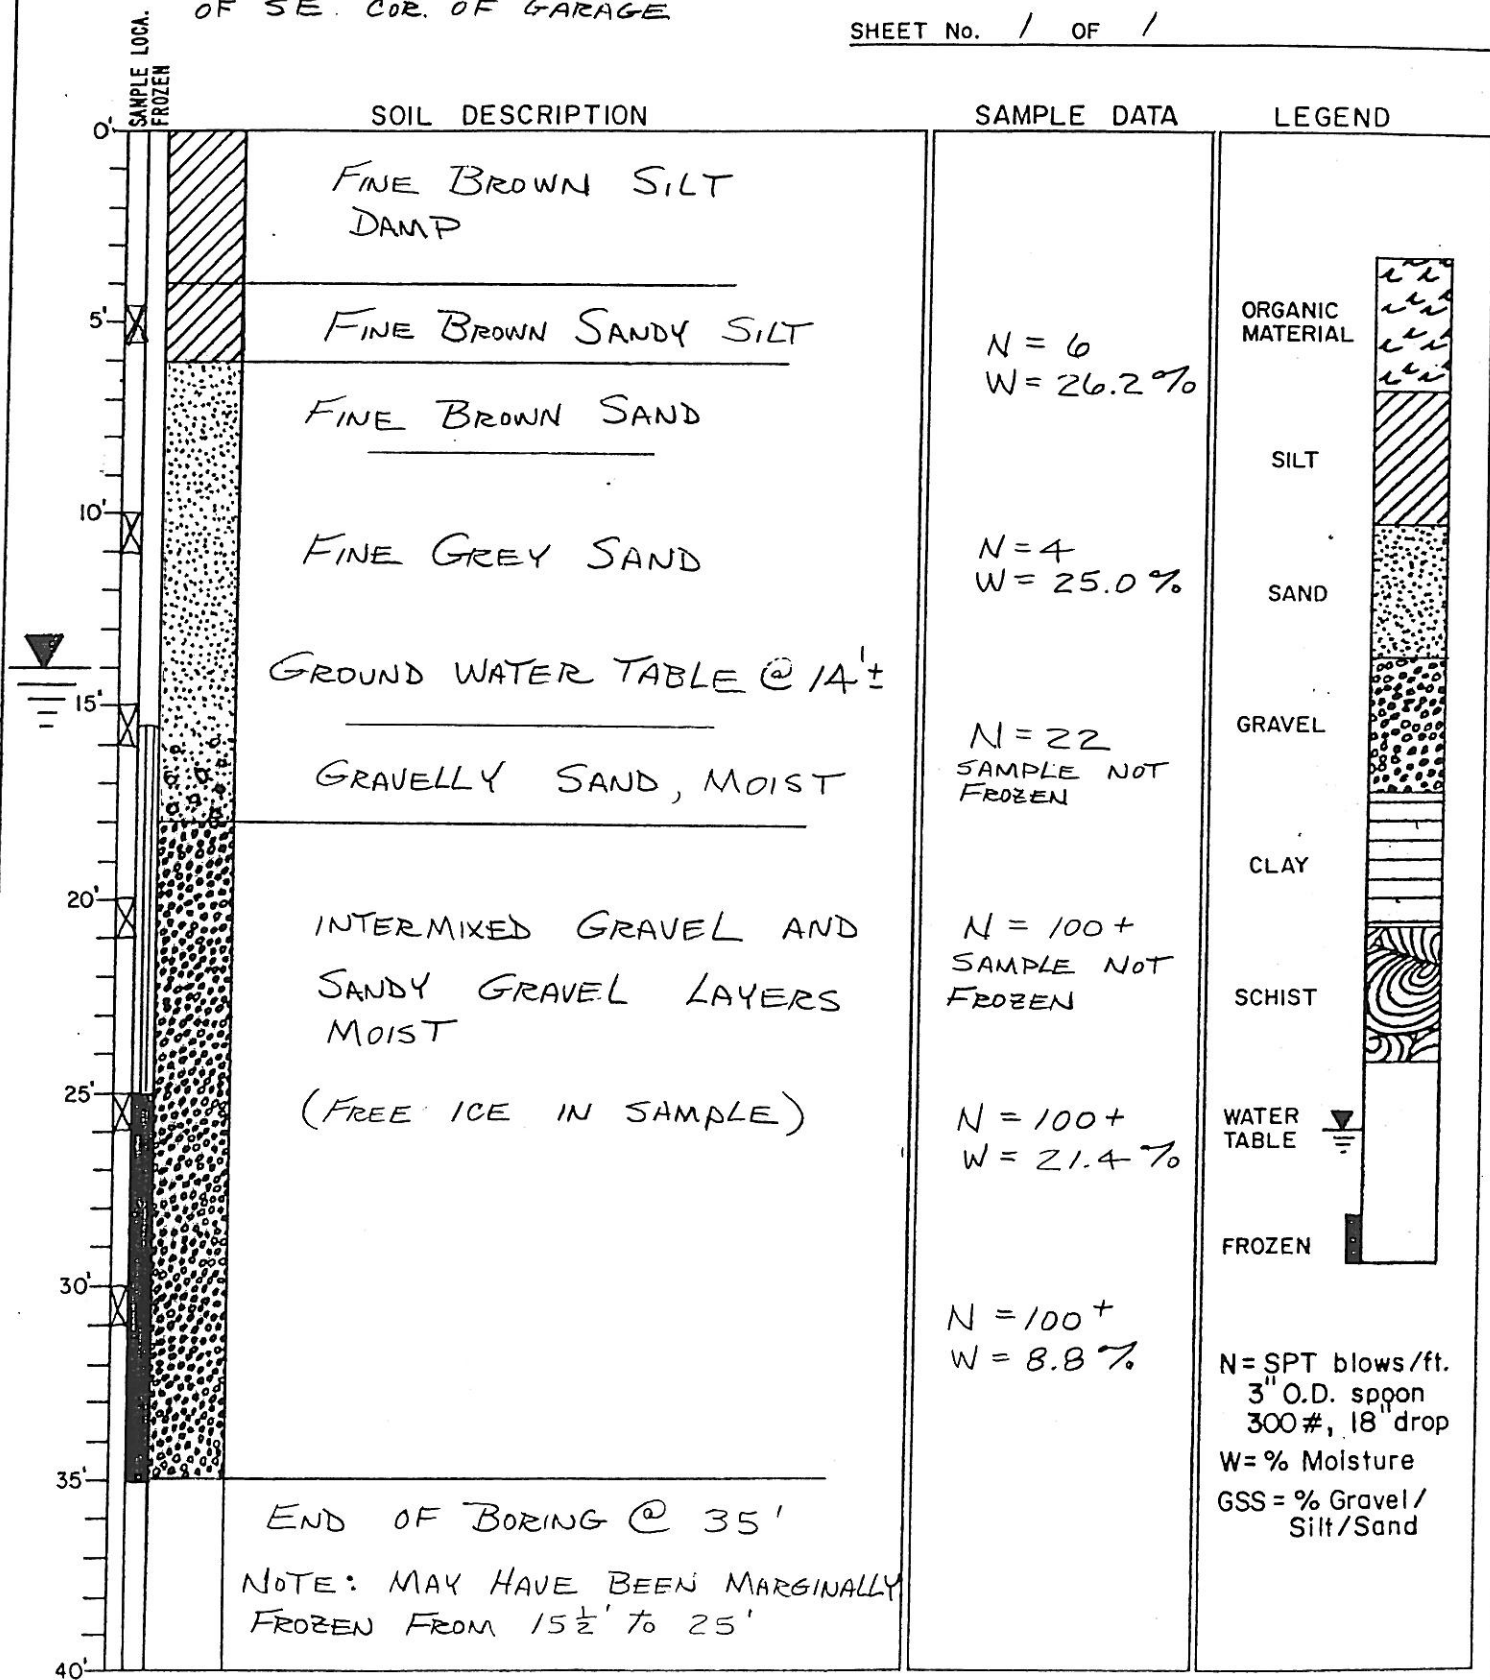 OF SE. COR. OF GARAGE
SHEET No. 1 OF 1
SAMPLE LOCA.
FROZEN
SOIL DESCRIPTION
SAMPLE DATA
LEGEND
0'
5'
10'
15'
20'
25'
30'
35'
40'
FINE BROWN SILT
DAMP
FINE BROWN SANDY SILT
FINE BROWN SAND
FINE GREY SAND
GROUND WATER TABLE @ 14'±
GRAVELLY SAND, MOIST
INTERMIXED GRAVEL AND
SANDY GRAVEL LAYERS
MOIST
(FREE ICE IN SAMPLE)
END OF BORING @ 35'
NOTE: MAY HAVE BEEN MARGINALLY
FROZEN FROM 15½' TO 25'
N = 6
W = 26.2%
N = 4
W = 25.0%
N = 22
SAMPLE NOT
FROZEN
N = 100+
SAMPLE NOT
FROZEN
N = 100+
W = 21.4%
N = 100+
W = 8.8%
ORGANIC
MATERIAL
SILT
SAND
GRAVEL
CLAY
SCHIST
WATER
TABLE
FROZEN
N = SPT blows/ft.
3" O.D. spoon
300#, 18" drop
W = % Moisture
GSS = % Gravel/
Silt/Sand